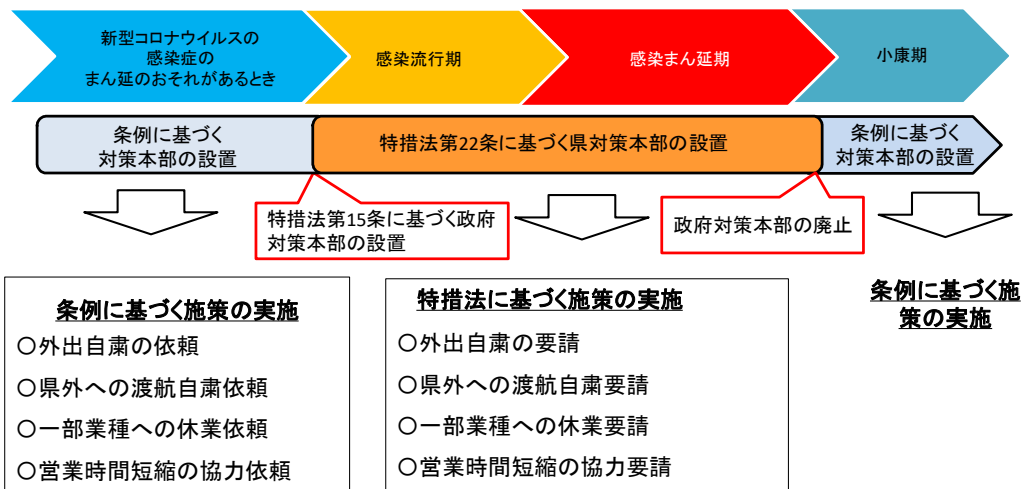 新型コロナウイルスの
感染症の
まん延のおそれがあるとき
感染流行期
感染まん延期
小康期
条例に基づく
対策本部の設置
特措法第22条に基づく県対策本部の設置
条例に基づく
対策本部の設置
特措法第15条に基づく政府
対策本部の設置
政府対策本部の廃止
条例に基づく施策の実施
〇外出自粛の依頼
〇県外への渡航自粛依頼
〇一部業種への休業依頼
〇営業時間短縮の協力依頼
特措法に基づく施策の実施
〇外出自粛の要請
〇県外への渡航自粛要請
〇一部業種への休業要請
〇営業時間短縮の協力要請
条例に基づく施
策の実施